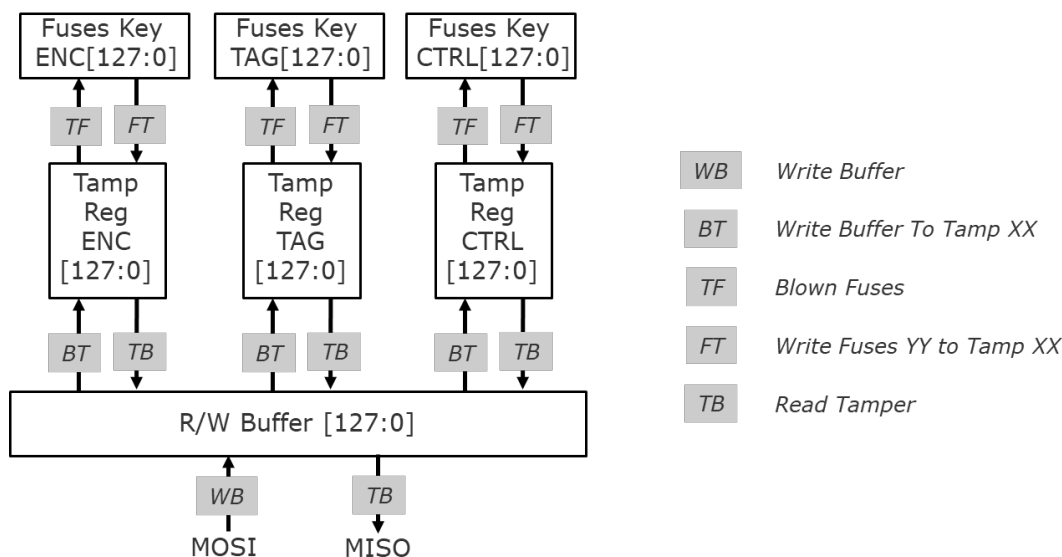 Fuses Key
ENC[127:0]
Fuses Key
TAG[127:0]
Fuses Key
CTRL[127:0]
TF
FT
TF
FT
TF
FT
Tamp
Reg
ENC
[127:0]
Tamp
Reg
TAG
[127:0]
Tamp
Reg
CTRL
[127:0]
BT
TB
BT
TB
BT
TB
R/W Buffer [127:0]
WB
TB
MOSI
MISO
WB Write Buffer
BT Write Buffer To Tamp XX
TF Blown Fuses
FT Write Fuses YY to Tamp XX
TB Read Tamper